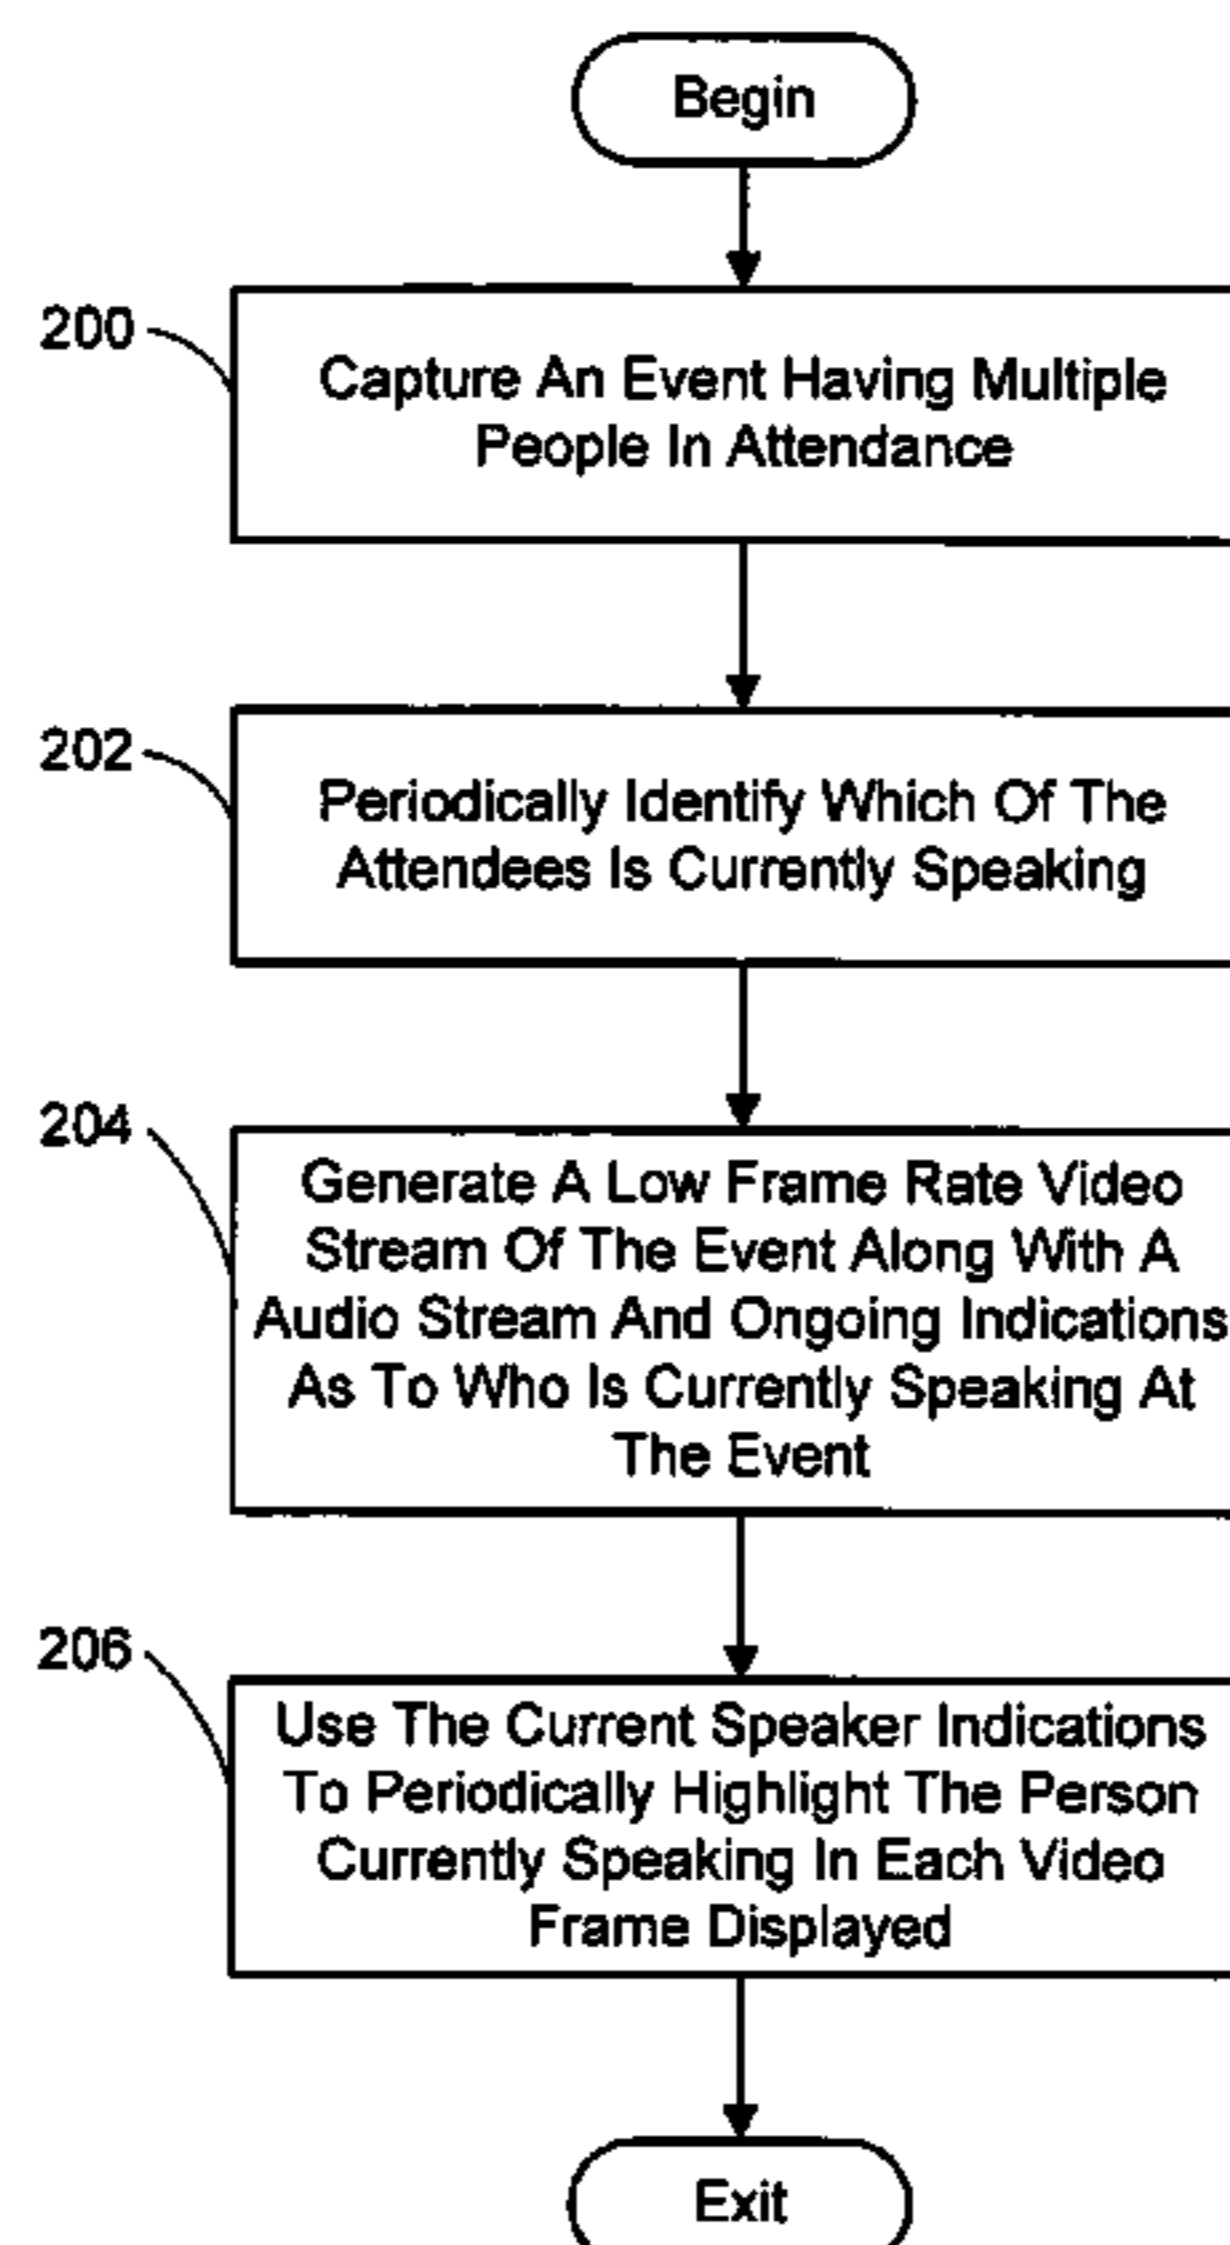 Begin
200
Capture An Event Having Multiple
People In Attendance
202
Periodically Identify Which Of The
Attendees Is Currently Speaking
204
Generate A Low Frame Rate Video
Stream Of The Event Along With A
Audio Stream And Ongoing Indications
As To Who Is Currently Speaking At
The Event
206
Use The Current Speaker Indications
To Periodically Highlight The Person
Currently Speaking In Each Video
Frame Displayed
Exit